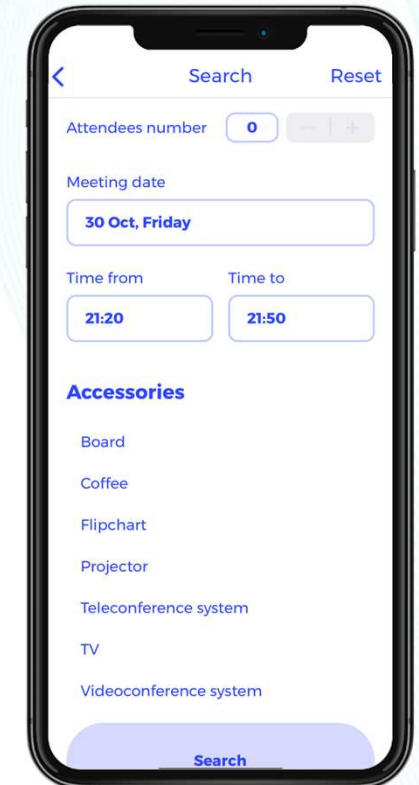 Search Reset
Attendees number 0 − | +
Meeting date
30 Oct, Friday
Time from Time to
21:20 21:50
Accessories
Board
Coffee
Flipchart
Projector
Teleconference system
TV
Videoconference system
Search